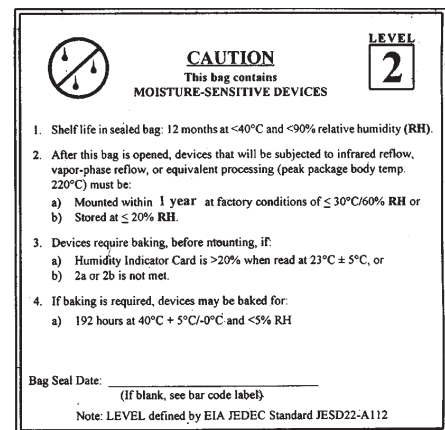 LEVEL
2
CAUTION
This bag contains
MOISTURE-SENSITIVE DEVICES
1. Shelf life in sealed bag: 12 months at <40°C and <90% relative humidity (RH).
2. After this bag is opened, devices that will be subjected to infrared reflow,
vapor-phase reflow, or equivalent processing (peak package body temp.
220°C) must be:
a) Mounted within 1 year at factory conditions of ≤ 30°C/60% RH or
b) Stored at ≤ 20% RH.
3. Devices require baking, before mounting, if:
a) Humidity Indicator Card is >20% when read at 23°C ± 5°C, or
b) 2a or 2b is not met.
4. If baking is required, devices may be baked for:
a) 192 hours at 40°C + 5°C/-0°C and <5% RH
Bag Seal Date:
(If blank, see bar code label)
Note: LEVEL defined by EIA JEDEC Standard JESD22-A112